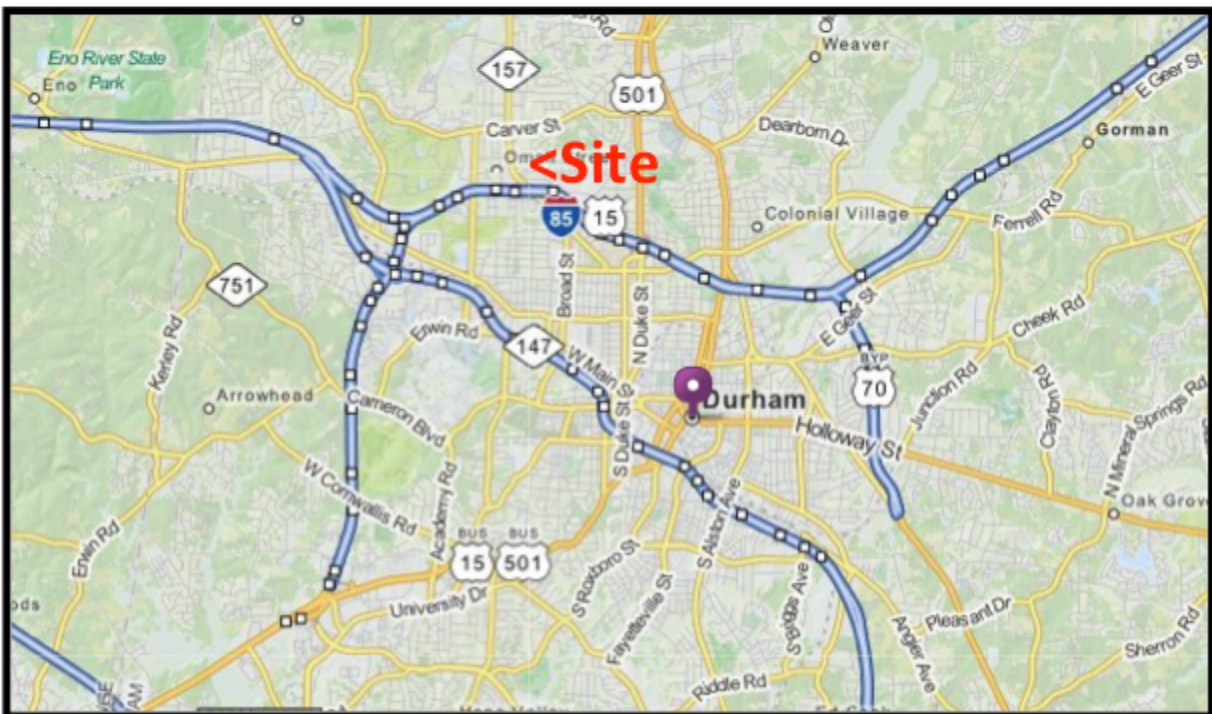 Eno River State
Park
Eno
157
501
Weaver
E Geer St
Carver St
Dearborn Dr
Gorman
<Site
85
15
Colonial Village
Ferrell Rd
751
Broad St
N Duke St
E Geer St
Cheek Rd
Kerley Rd
Erwin Rd
147
W Main St
BYP
70
Junction Rd
Clayton Rd
N Mineral Springs Rd
Arrowhead
Cameron Blvd
Durham
Holloway St
S Duke St
W Cornwallis Rd
Academy Rd
S Alston Ave
Oak Grov
Erwin Rd
BUS
15
BUS
501
S Roxboro St
Fayetteville St
S Briggs Ave
University Dr
ods
Anger Ave
Pleasant Dr
Sherron Rd
Riddle Rd